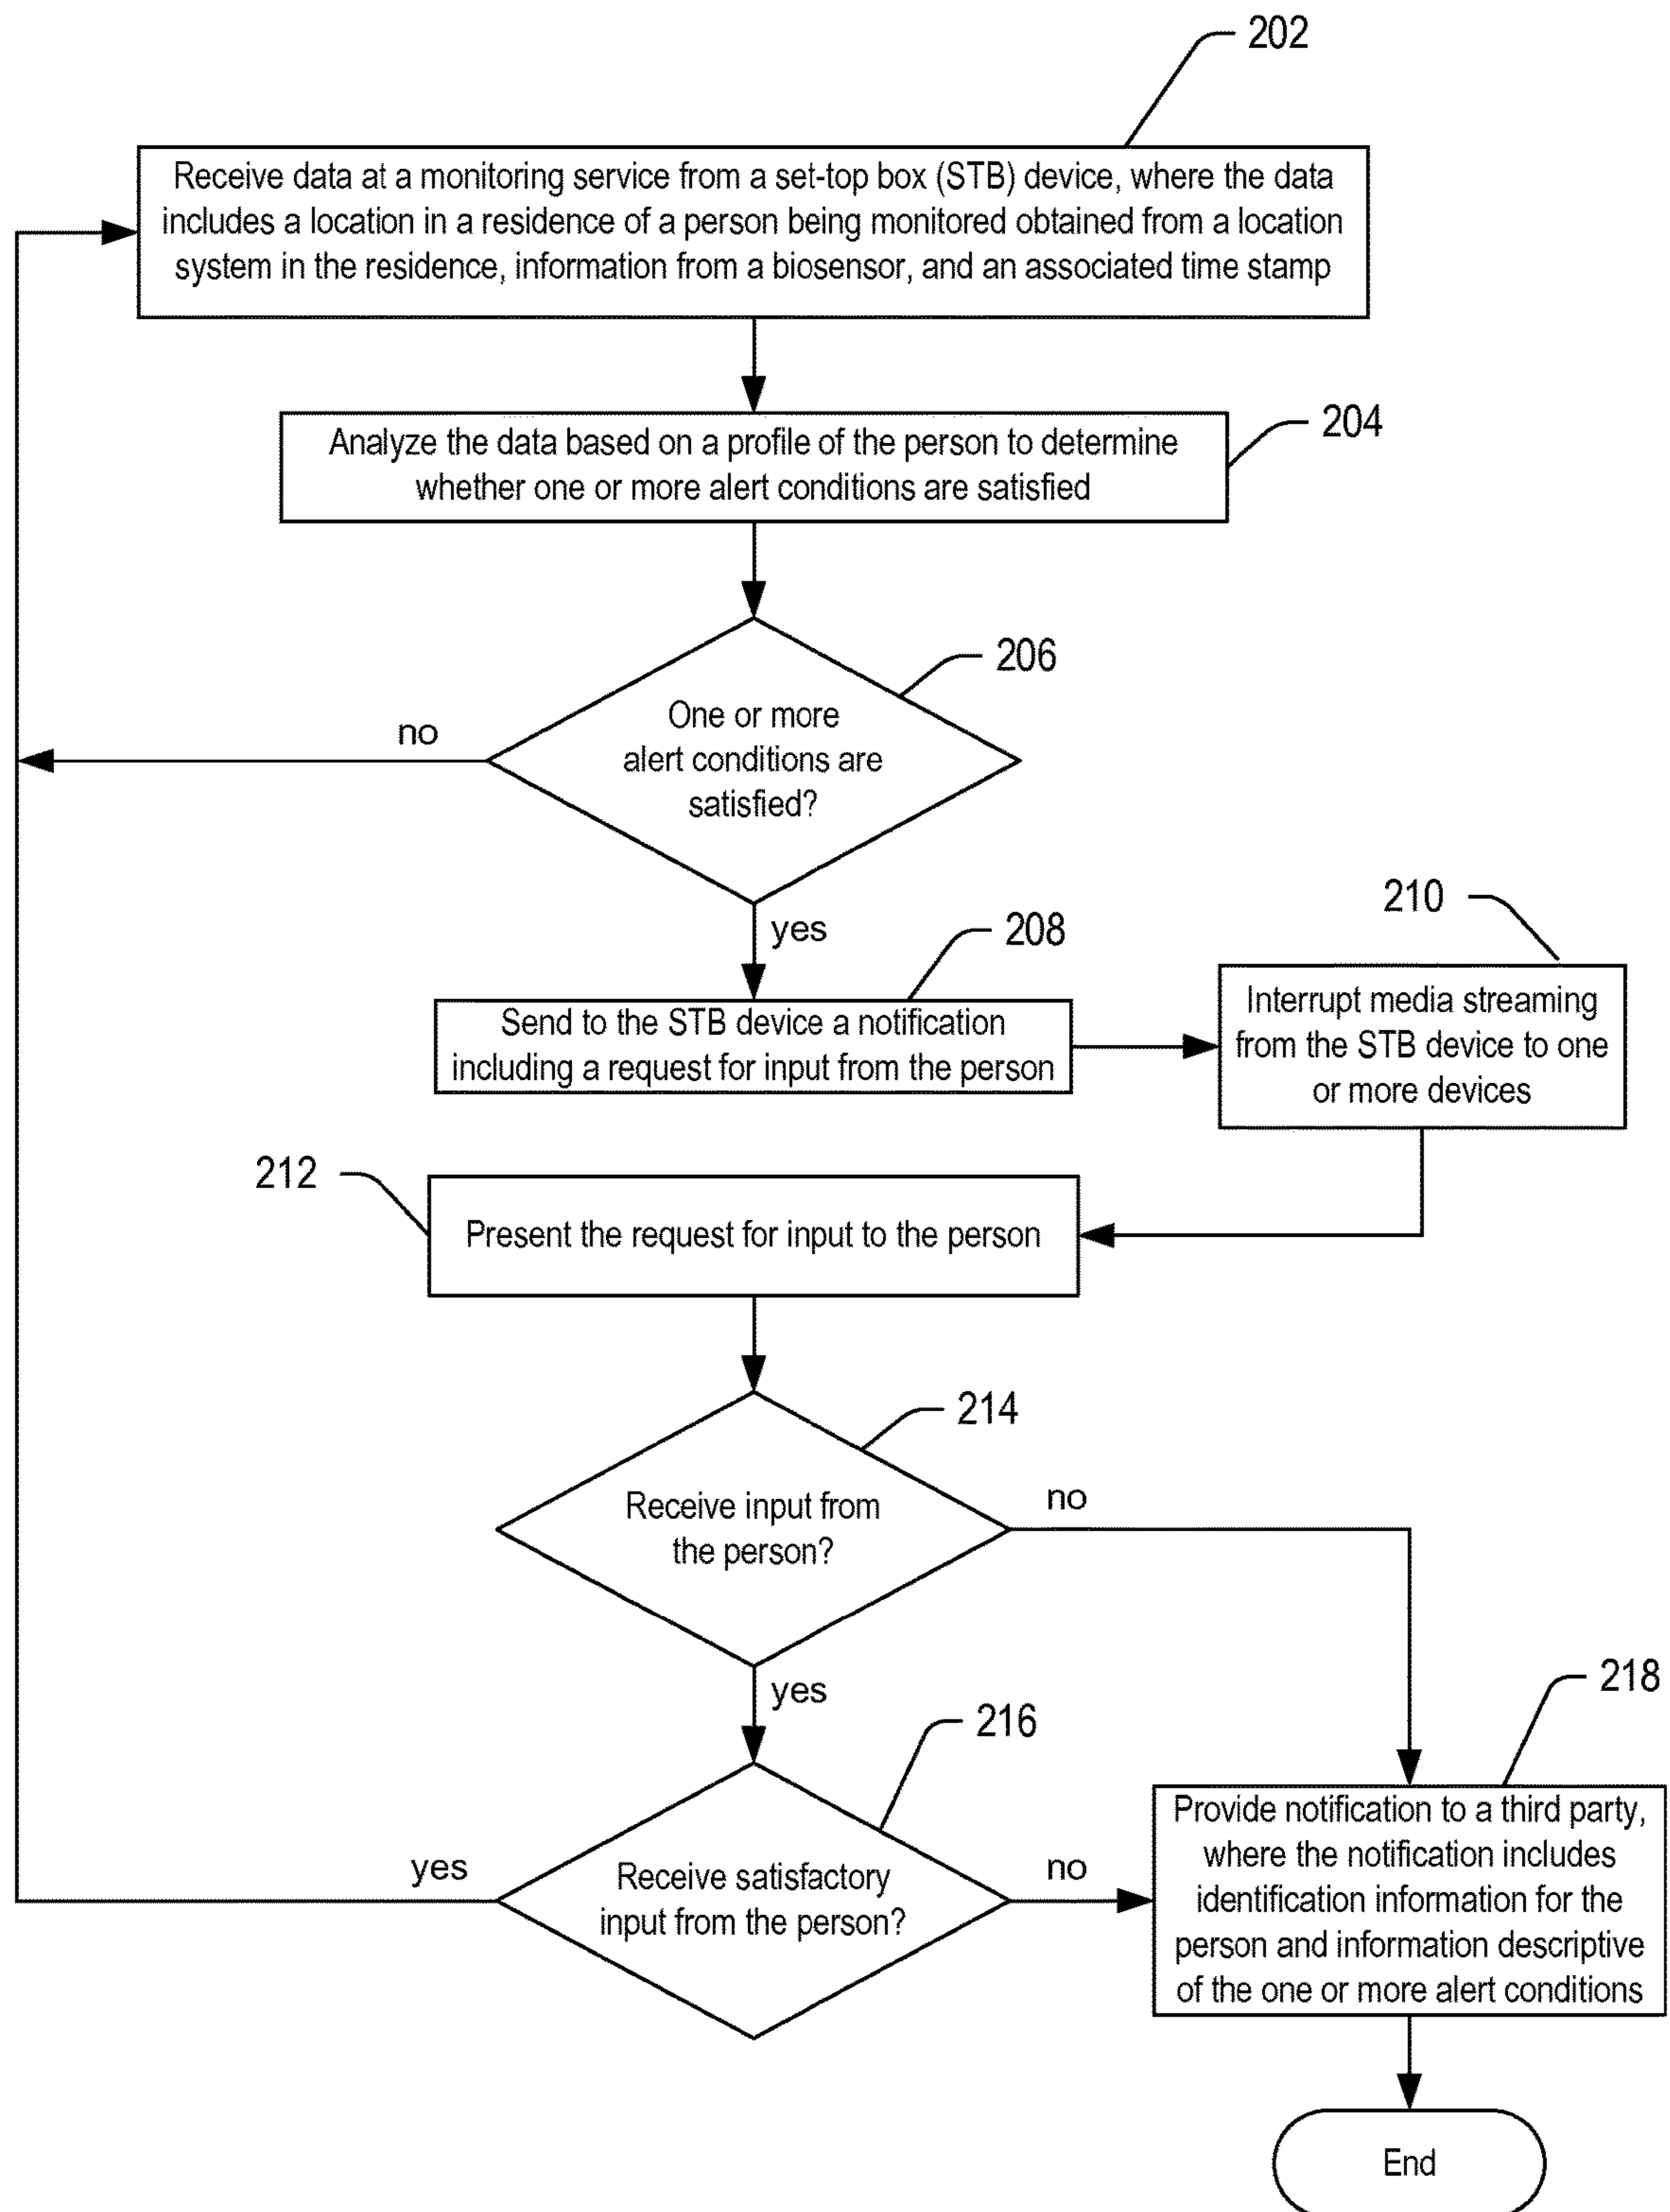 202
Receive data at a monitoring service from a set-top box (STB) device, where the data
includes a location in a residence of a person being monitored obtained from a location
system in the residence, information from a biosensor, and an associated time stamp
204
Analyze the data based on a profile of the person to determine
whether one or more alert conditions are satisfied
206
One or more
alert conditions are
satisfied?
no
yes
208
Send to the STB device a notification
including a request for input from the person
210
Interrupt media streaming
from the STB device to one
or more devices
212
Present the request for input to the person
214
Receive input from
the person?
no
yes
216
Receive satisfactory
input from the person?
yes
no
218
Provide notification to a third party,
where the notification includes
identification information for the
person and information descriptive
of the one or more alert conditions
End